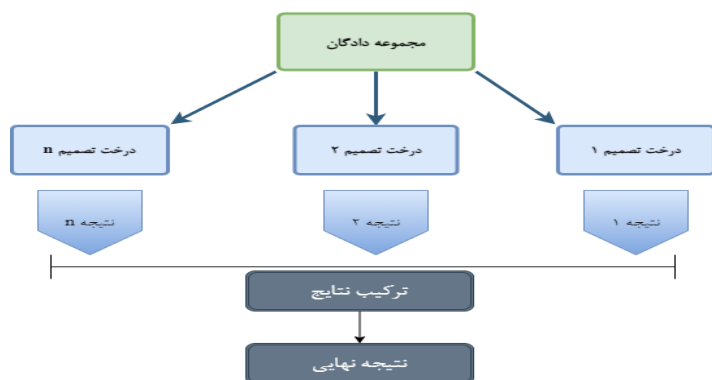 مجموعه دادگان
درخت تصمیم ۱
درخت تصمیم ۲
درخت تصمیم n
نتیجه ۱
نتیجه ۲
نتیجه n
ترکیب نتایج
نتیجه نهایی